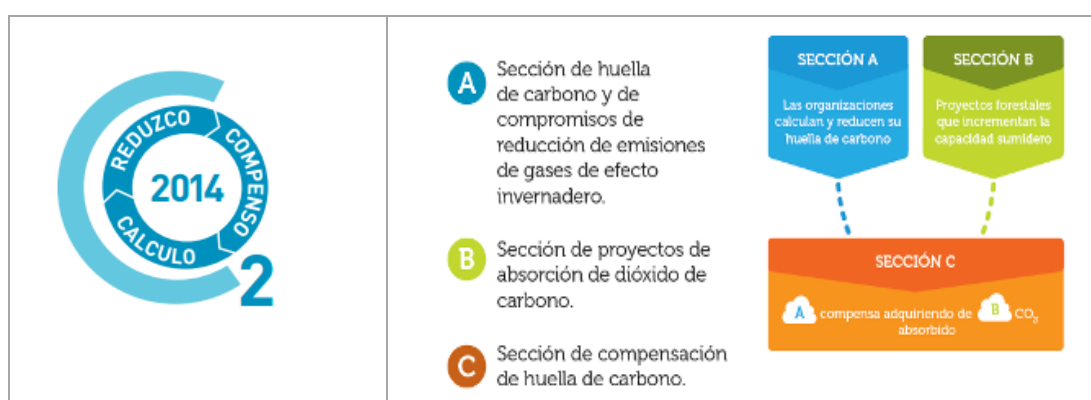 CALCULO
REDUZCO
COMPENSO
2014
2
A
Sección de huella
de carbono y de
compromisos de
reducción de emisiones
de gases de efecto
invernadero.
B
Sección de proyectos de
absorción de dióxido de
carbono.
C
Sección de compensación
de huella de carbono.
SECCIÓN A
Las organizaciones
calculan y reducen su
huella de carbono
SECCIÓN B
Proyectos forestales
que incrementan la
capacidad sumidero
SECCIÓN C
A compensa adquiriendo de B CO₂
absorbido